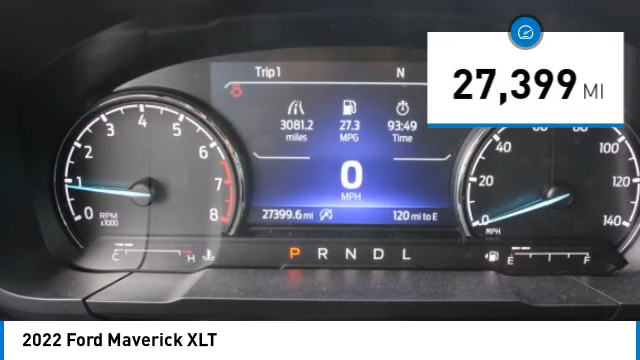 Trip 1 N
27,399 MI
3081.2 27.3 93:49
miles MPG Time
0
MPH
27399.6 mi 120 mi to E
0 1 2 3 4 5 6 7 8
RPM
x1000
0 20 40 60 80 100 120 140
MPH
C H P R N D L E F
2022 Ford Maverick XLT